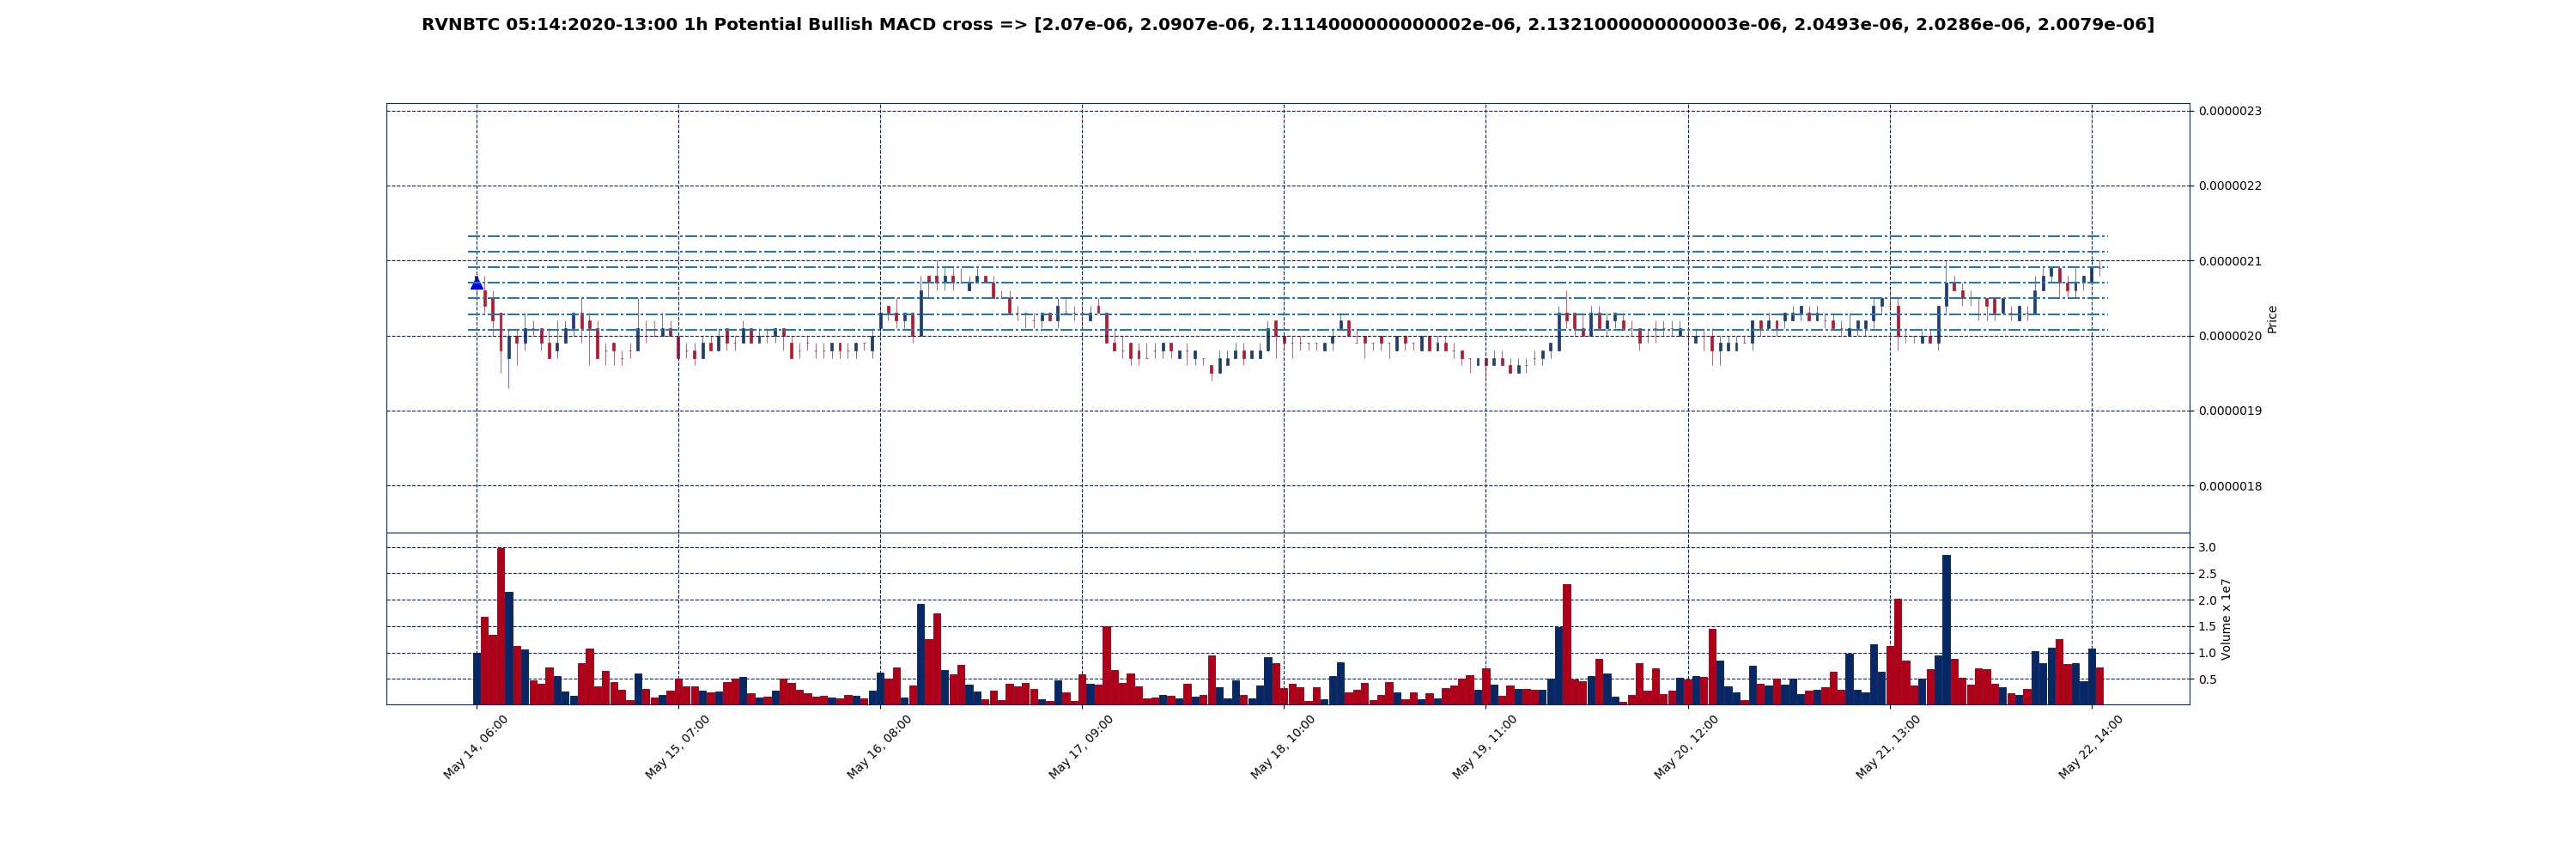 RVNBTC 05:14:2020-13:00 1h Potential Bullish MACD cross => [2.07e-06, 2.0907e-06, 2.1114000000000002e-06, 2.1321000000000003e-06, 2.0493e-06, 2.0286e-06, 2.0079e-06]
0.0000023
0.0000022
0.0000021
0.0000020
0.0000019
0.0000018
Price
3.0
2.5
2.0
1.5
1.0
0.5
Volume x 1e7
May 14, 06:00
May 15, 07:00
May 16, 08:00
May 17, 09:00
May 18, 10:00
May 19, 11:00
May 20, 12:00
May 21, 13:00
May 22, 14:00